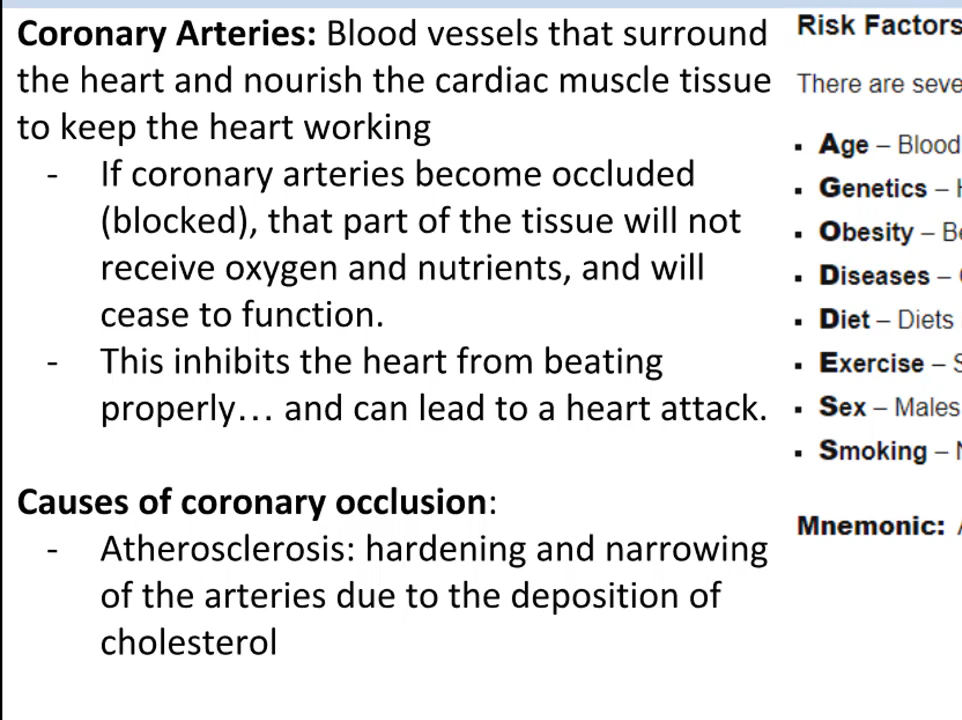 Coronary Arteries: Blood vessels that surround
the heart and nourish the cardiac muscle tissue
to keep the heart working
- If coronary arteries become occluded
(blocked), that part of the tissue will not
receive oxygen and nutrients, and will
cease to function.
- This inhibits the heart from beating
properly… and can lead to a heart attack.
Causes of coronary occlusion:
- Atherosclerosis: hardening and narrowing
of the arteries due to the deposition of
cholesterol
Risk Factors
There are
▪ Age – Blood
▪ Genetics –
▪ Obesity –
▪ Diseases –
▪ Diet – Diets
▪ Exercise –
▪ Sex – Males
▪ Smoking –
Mnemonic: